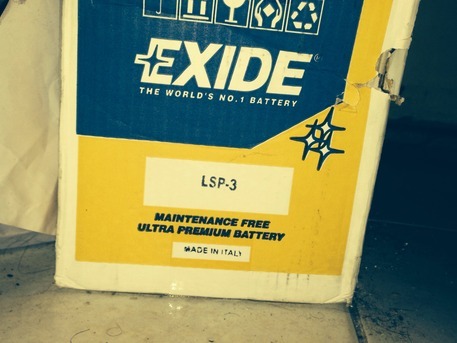 EXIDE
THE WORLD'S NO.1 BATTERY
LSP-3
MAINTENANCE FREE
ULTRA PREMIUM BATTERY
MADE IN ITALY